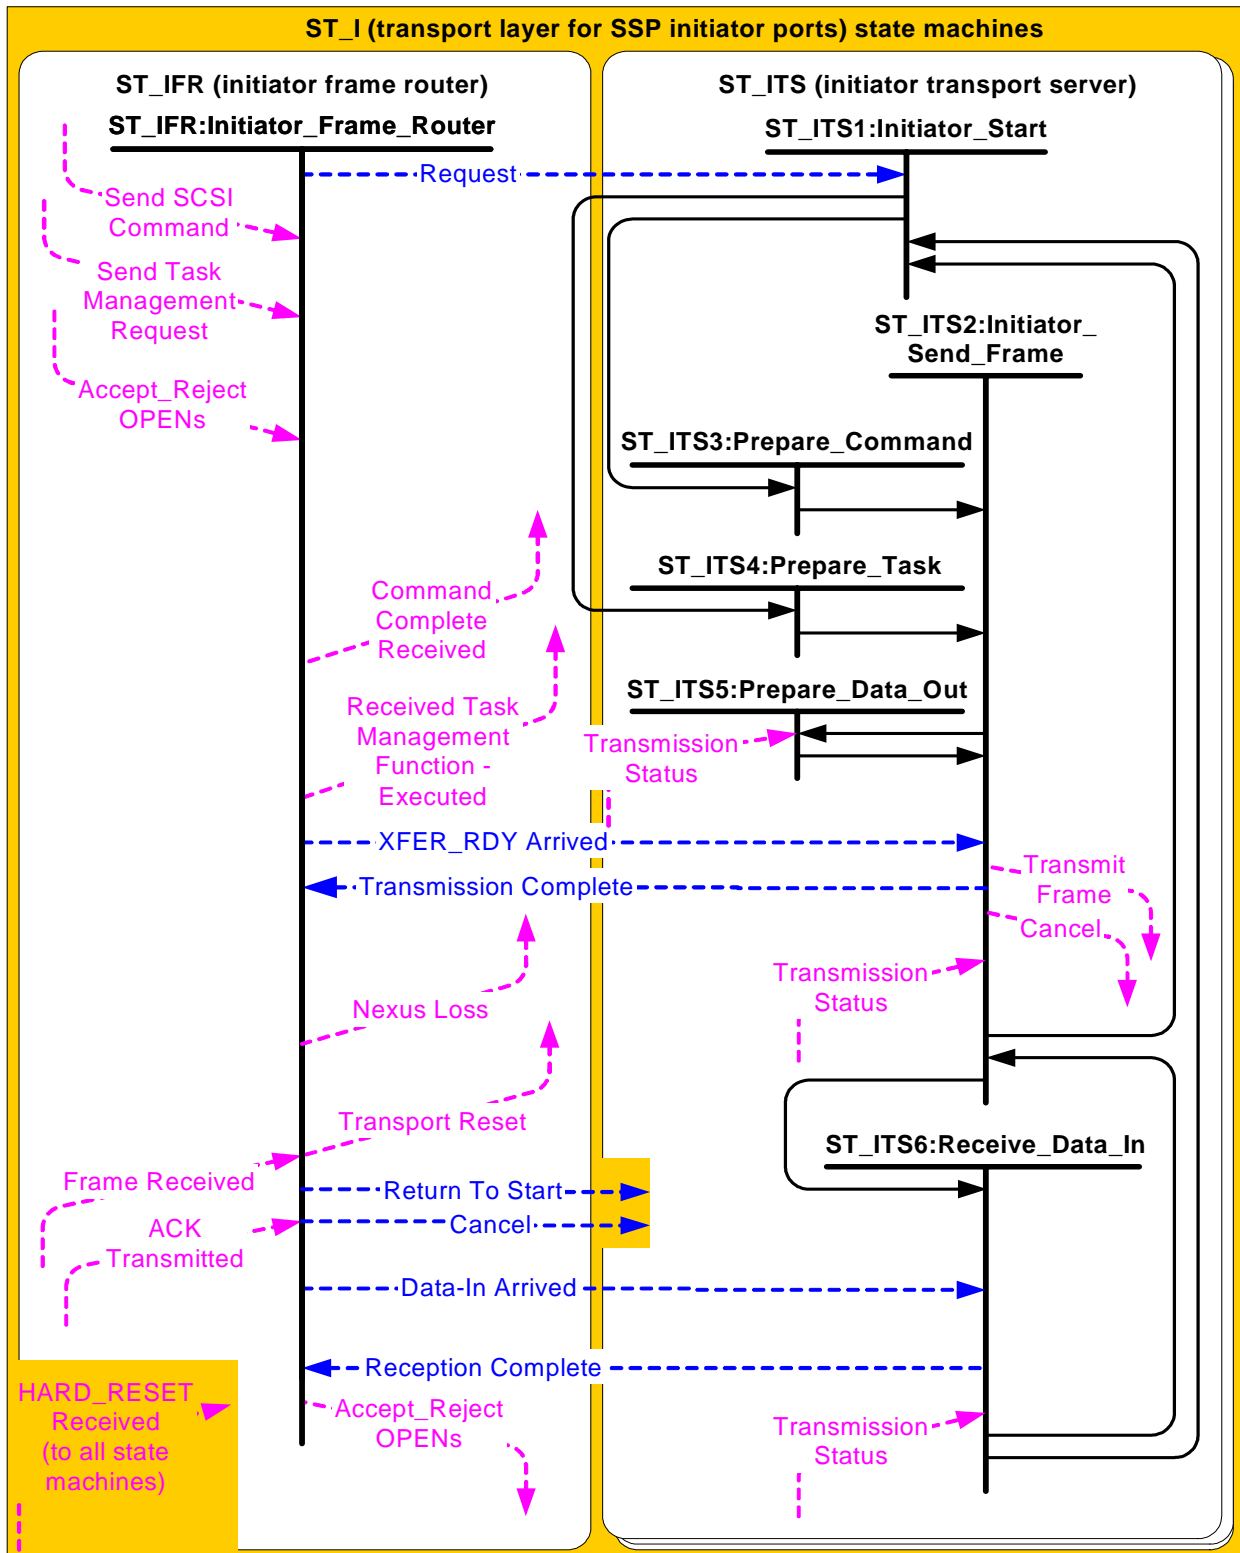 ST_I (transport layer for SSP initiator ports) state machines
ST_IFR (initiator frame router)
ST_IFR:Initiator_Frame_Router
Send SCSI
Command
Send Task
Management
Request
Accept_Reject
OPENs
Command
Complete
Received
Received Task
Management
Function -
Executed
Request
XFER_RDY Arrived
Transmission Complete
Nexus Loss
Transport Reset
Frame Received
Return To Start
ACK
Transmitted
Cancel
Data-In Arrived
Reception Complete
HARD_RESET
Received
(to all state
machines)
Accept_Reject
OPENs
ST_ITS (initiator transport server)
ST_ITS1:Initiator_Start
ST_ITS2:Initiator_
Send_Frame
ST_ITS3:Prepare_Command
ST_ITS4:Prepare_Task
ST_ITS5:Prepare_Data_Out
Transmission
Status
Transmit
Frame
Cancel
Transmission
Status
ST_ITS6:Receive_Data_In
Transmission
Status